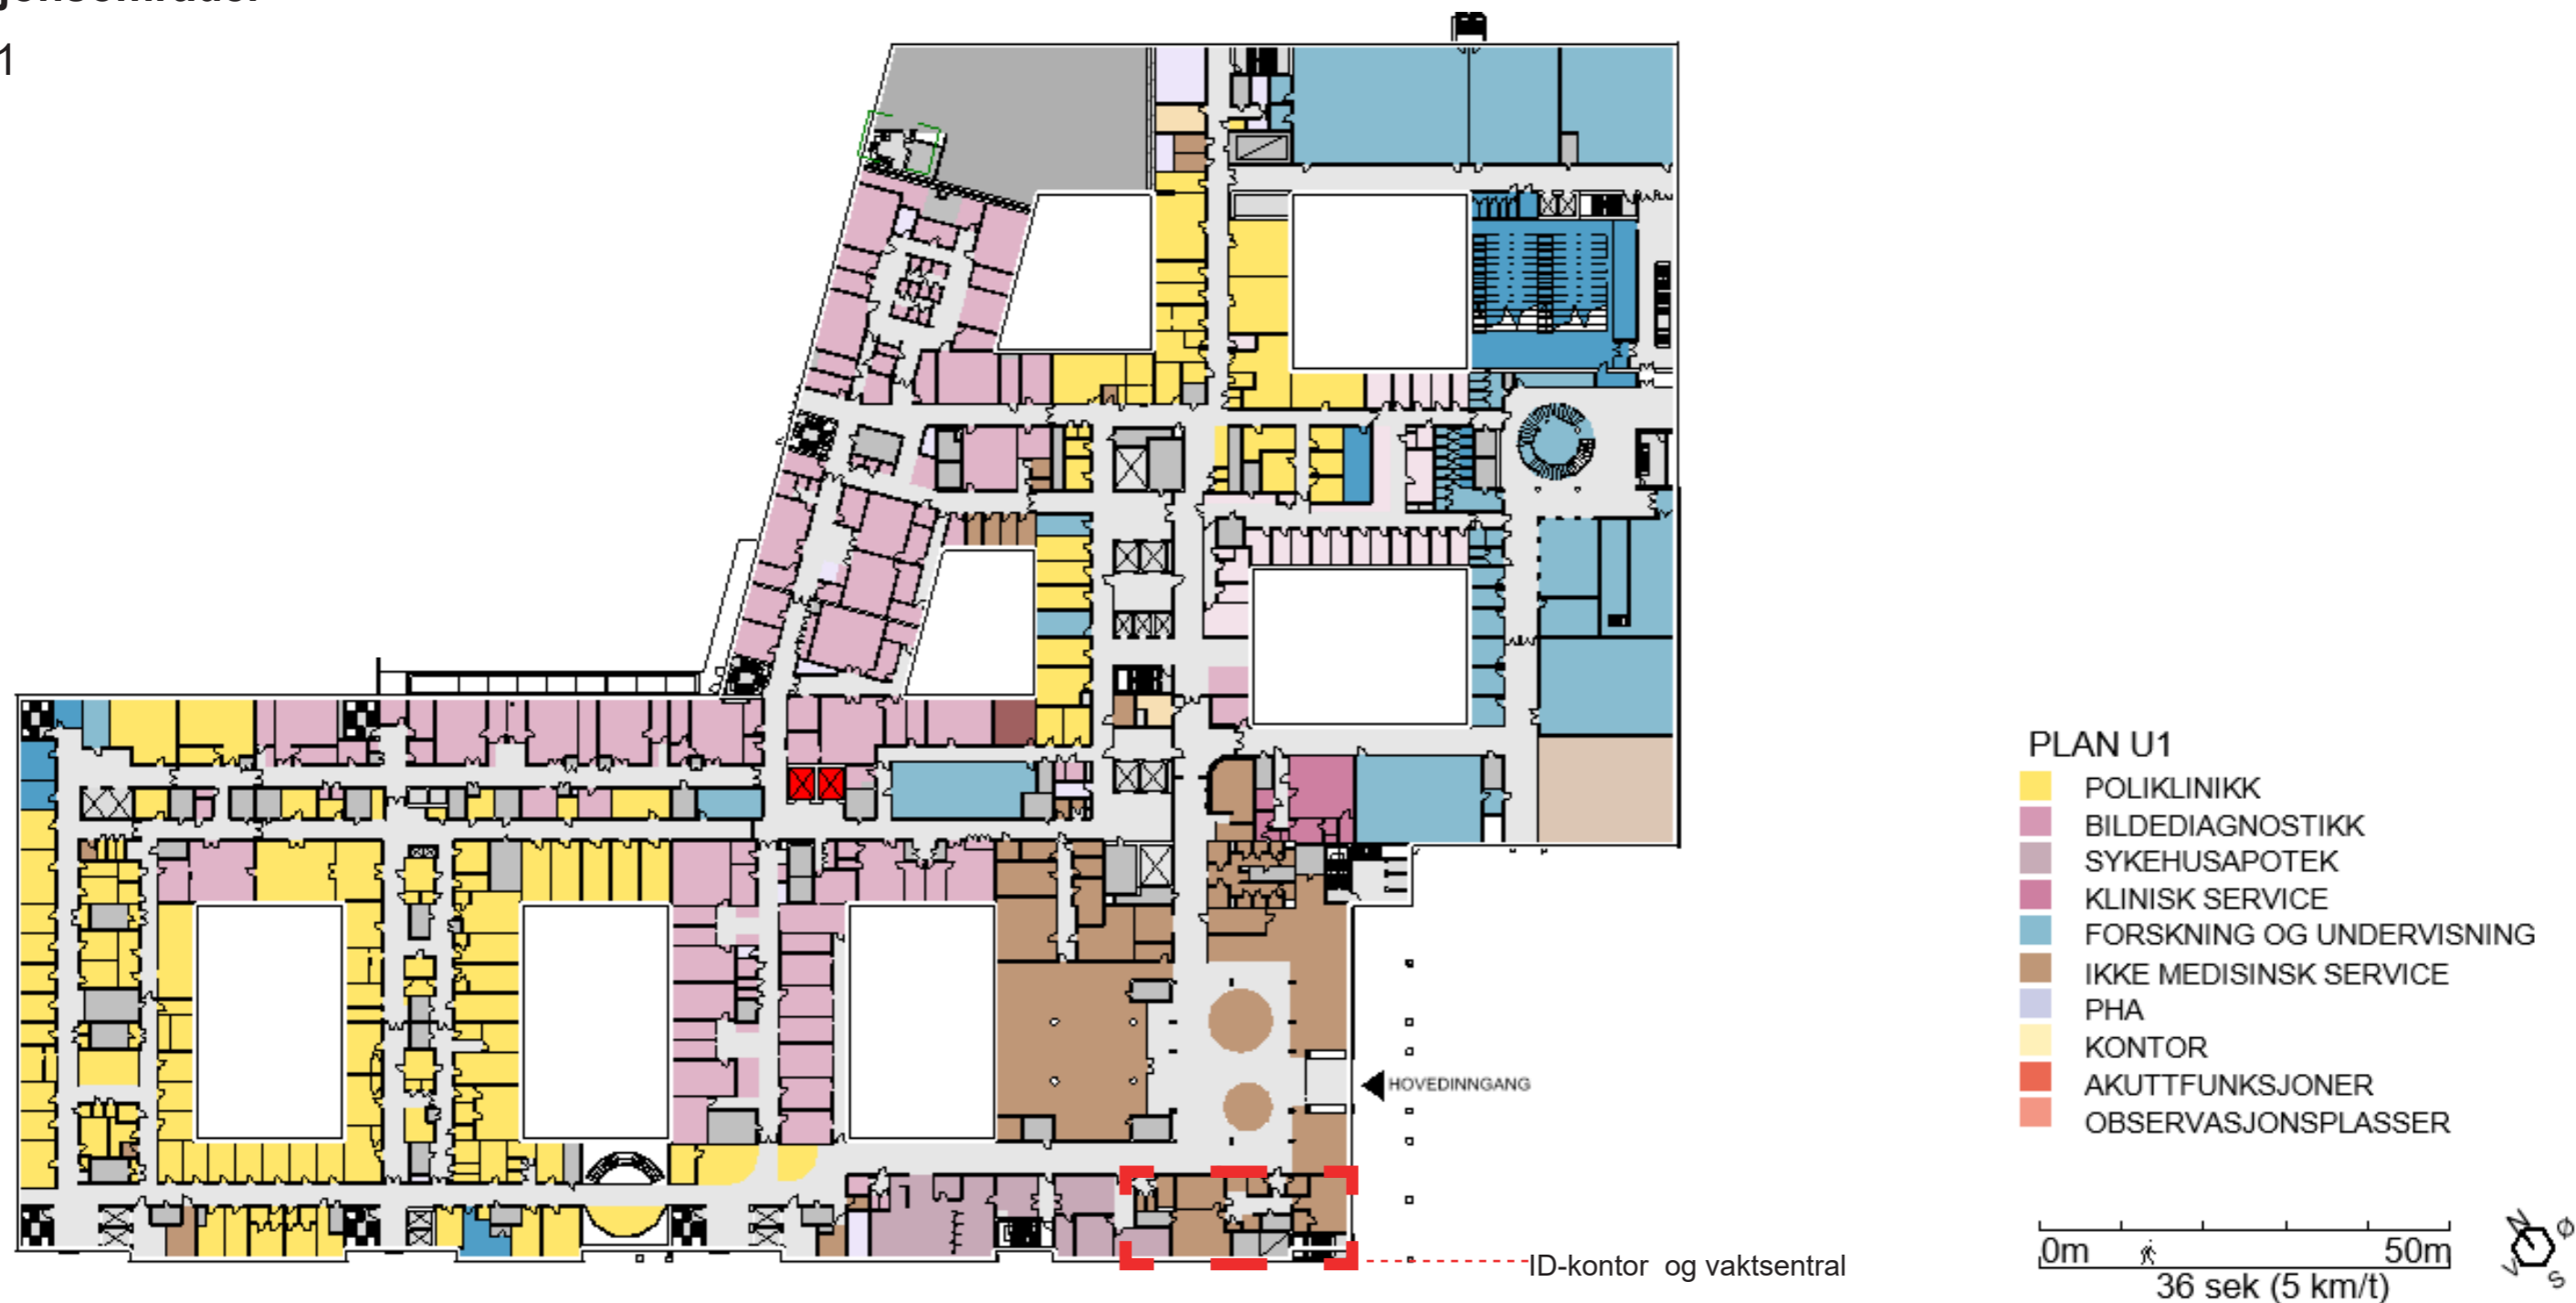 1
HOVEDINNGANG
ID-kontor og vaktsentral
PLAN U1
POLIKLINIKK
BILDEDIAGNOSTIKK
SYKEHUSAPOTEK
KLINISK SERVICE
FORSKNING OG UNDERVISNING
IKKE MEDISINSK SERVICE
PHA
KONTOR
AKUTTFUNKSJONER
OBSERVASJONSPLASSER
0m 50m
36 sek (5 km/t)
N Ø
V S